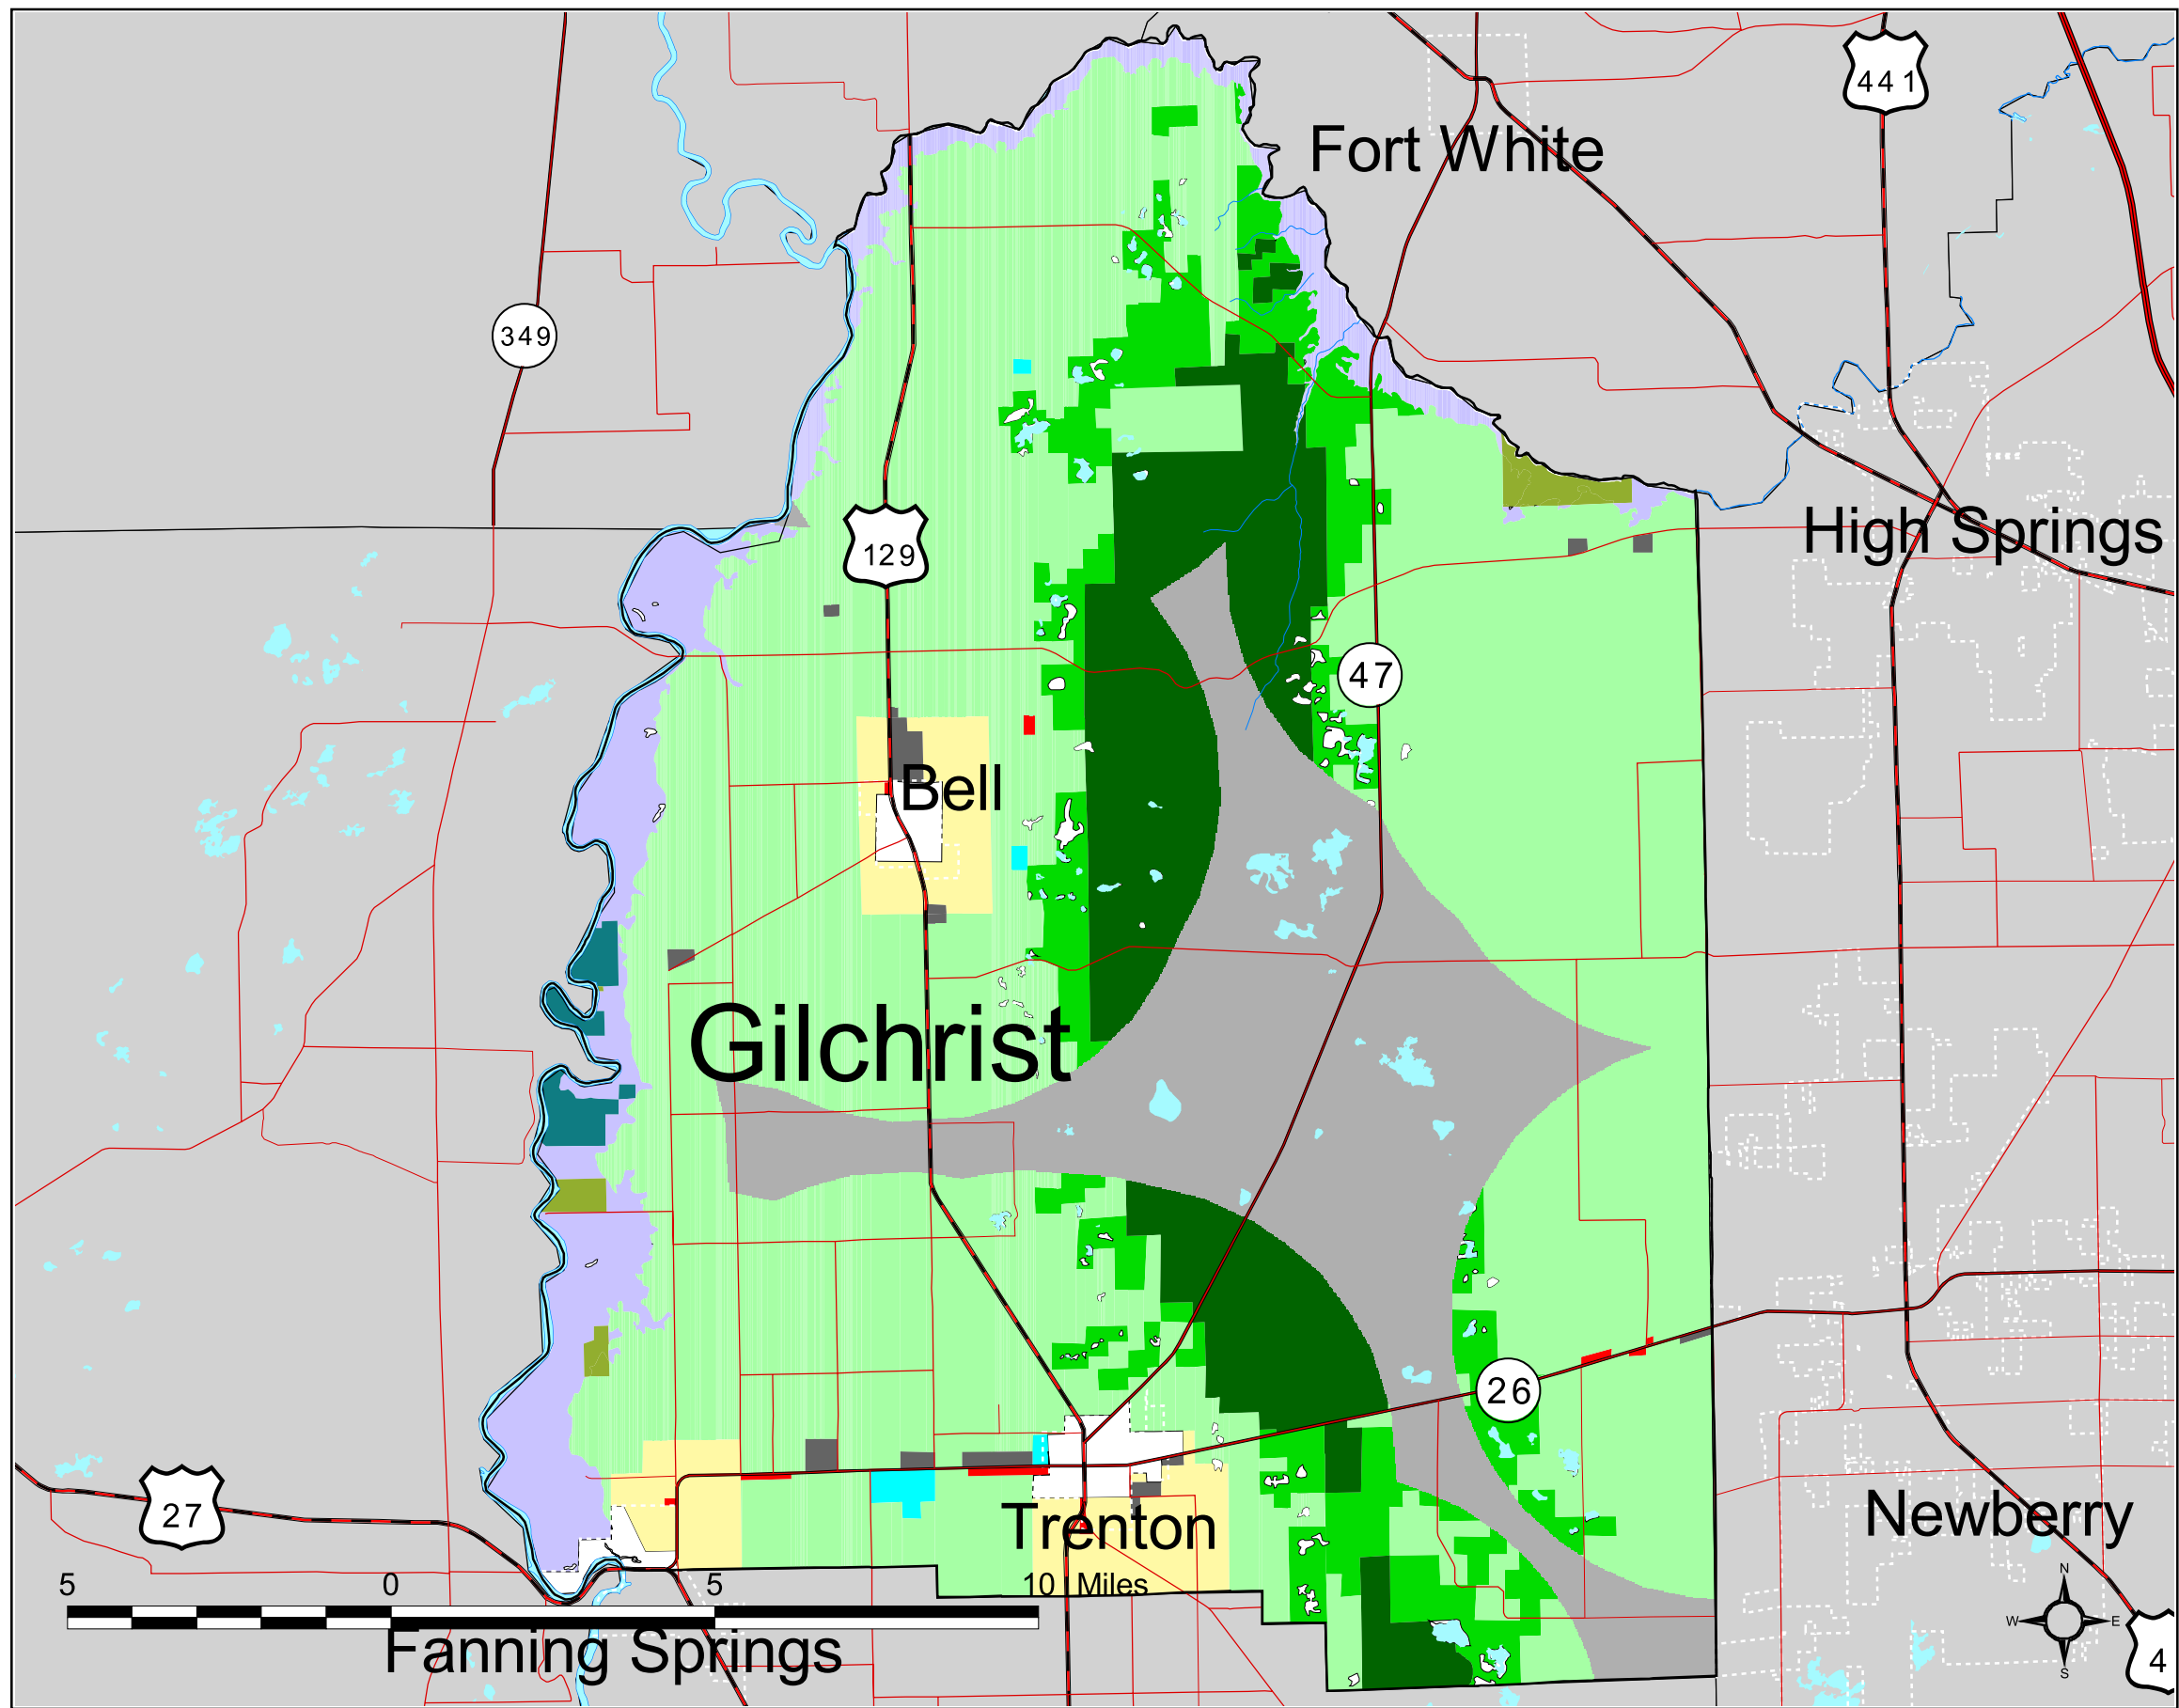 441
Fort White
349
High Springs
129
47
Bell
Gilchrist
26
Newberry
27
Trenton
5 0 5 10 Miles
N
W E
S
Fanning Springs
4